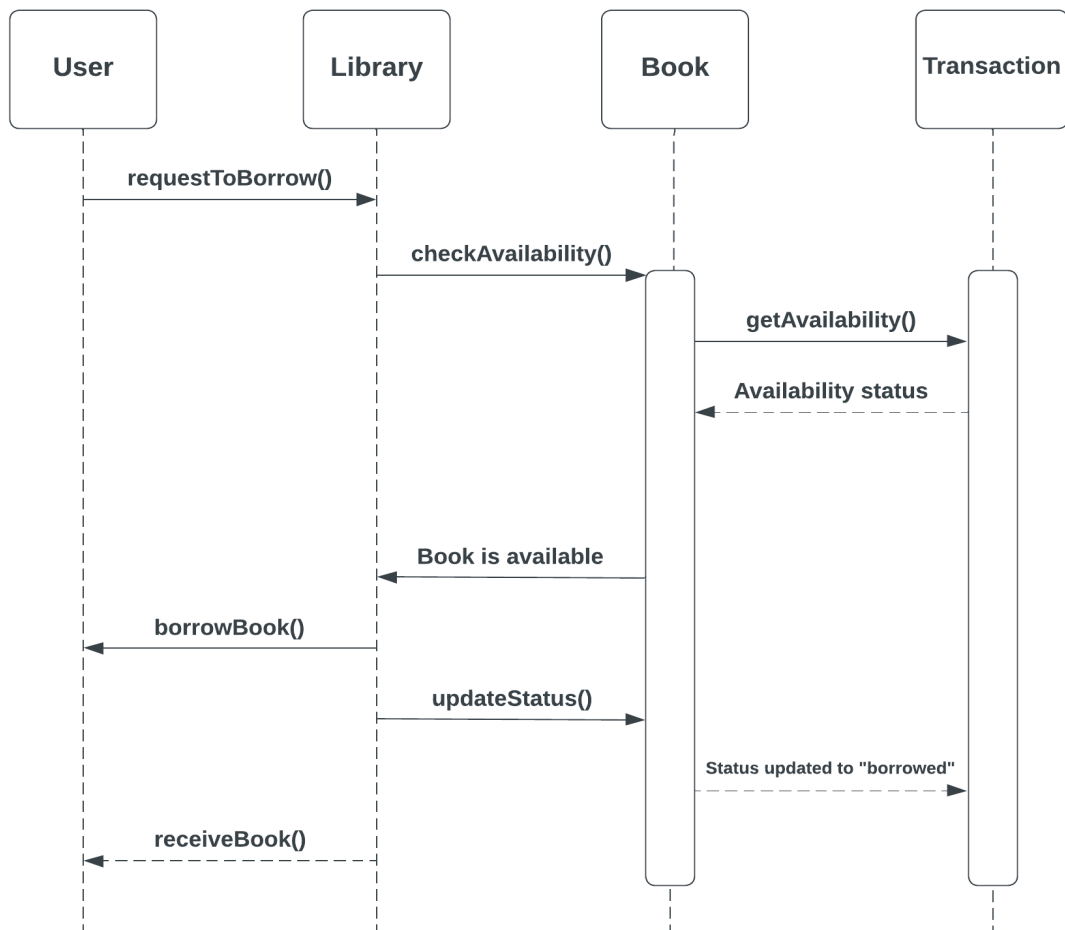 User
Library
Book
Transaction
requestToBorrow()
checkAvailability()
getAvailability()
Availability status
Book is available
borrowBook()
updateStatus()
Status updated to "borrowed"
receiveBook()